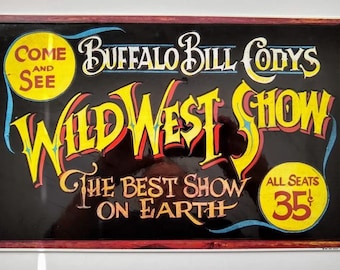 COME
AND
SEE
BUFFALO BILL CODYS
WILD WEST SHOW
THE BEST SHOW
ON EARTH
ALL SEATS
35¢